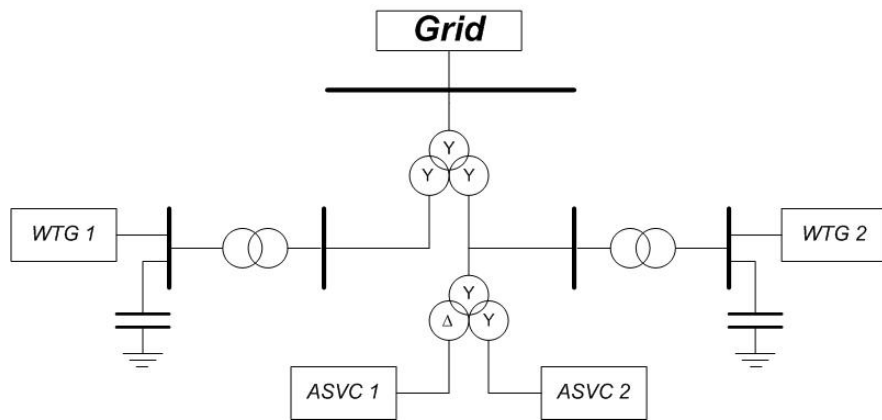 Grid
Y
Y Y
WTG 1
WTG 2
Y
Δ Y
ASVC 1
ASVC 2